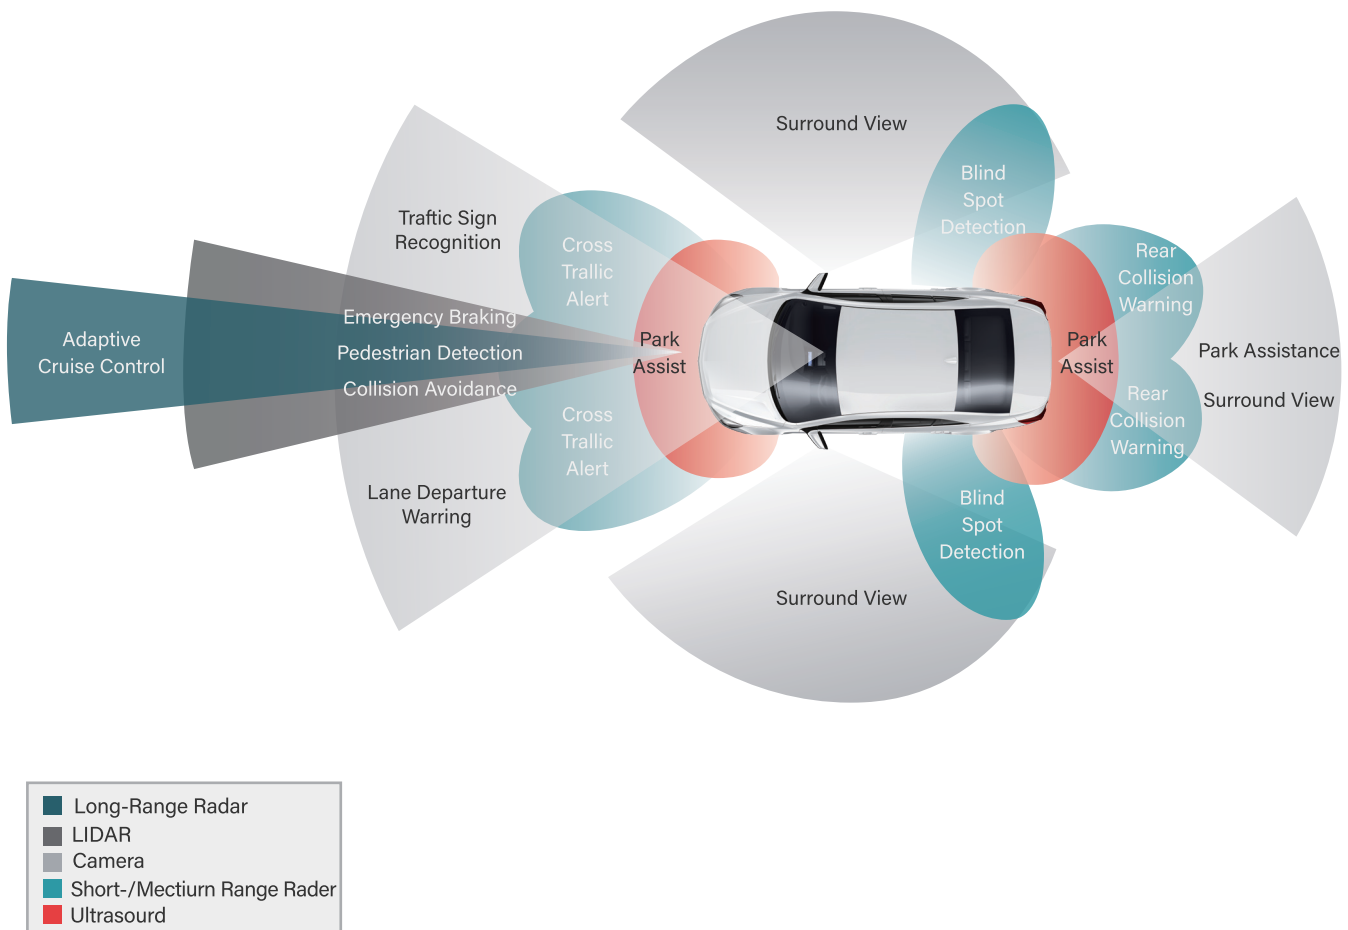 Surround View
Blind
Spot
Detection
Traftic Sign
Recognition
Cross
Trallic
Alert
Rear
Collision
Warning
Emergency Braking
Pedestrian Detection
Collision Avoidance
Adaptive
Cruise Control
Park
Assist
Park
Assist
Park Assistance
Surround View
Rear
Collision
Warning
Cross
Trallic
Alert
Lane Departure
Warring
Blind
Spot
Detection
Surround View
Long-Range Radar
LIDAR
Camera
Short-/Mectiurn Range Rader
Ultrasourd